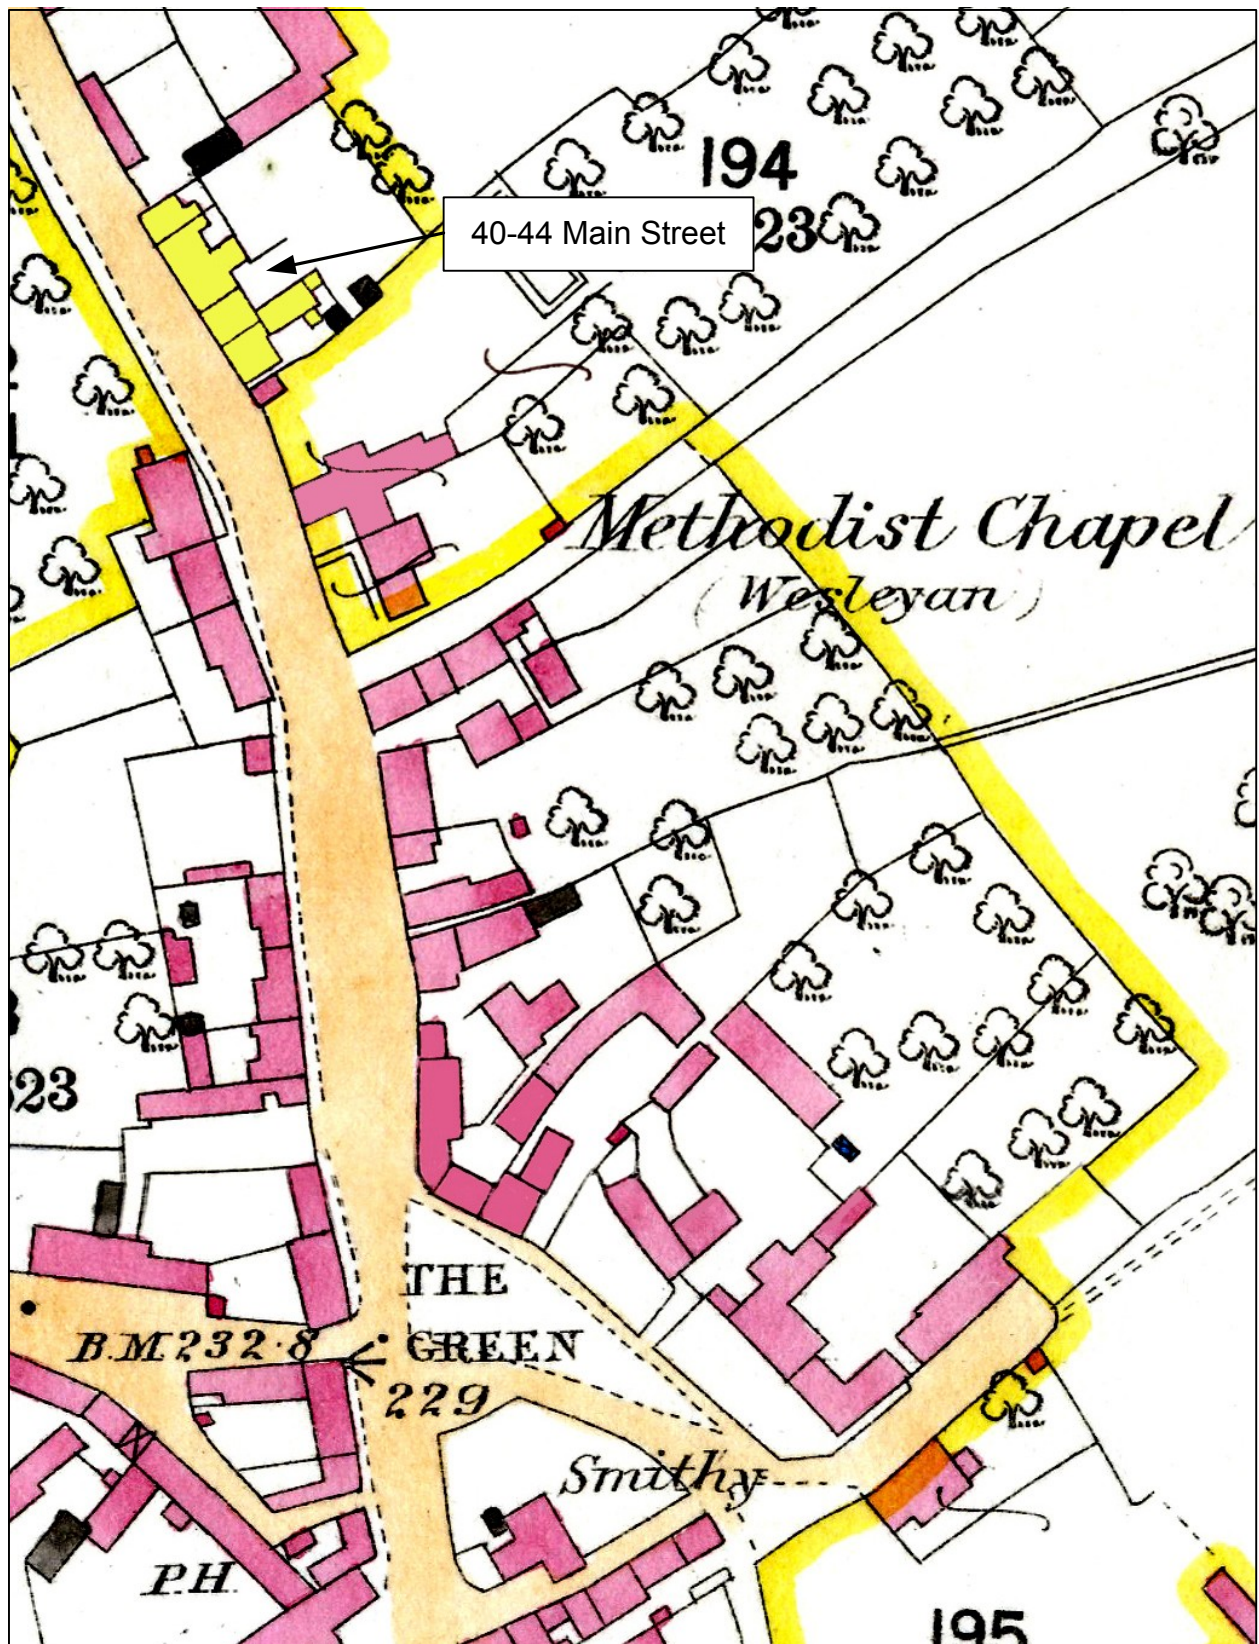 194
23
40-44 Main Street
Methodist Chapel
(Wesleyan)
23
THE
GREEN
B.M.232·8
229
Smithy
P.H.
195